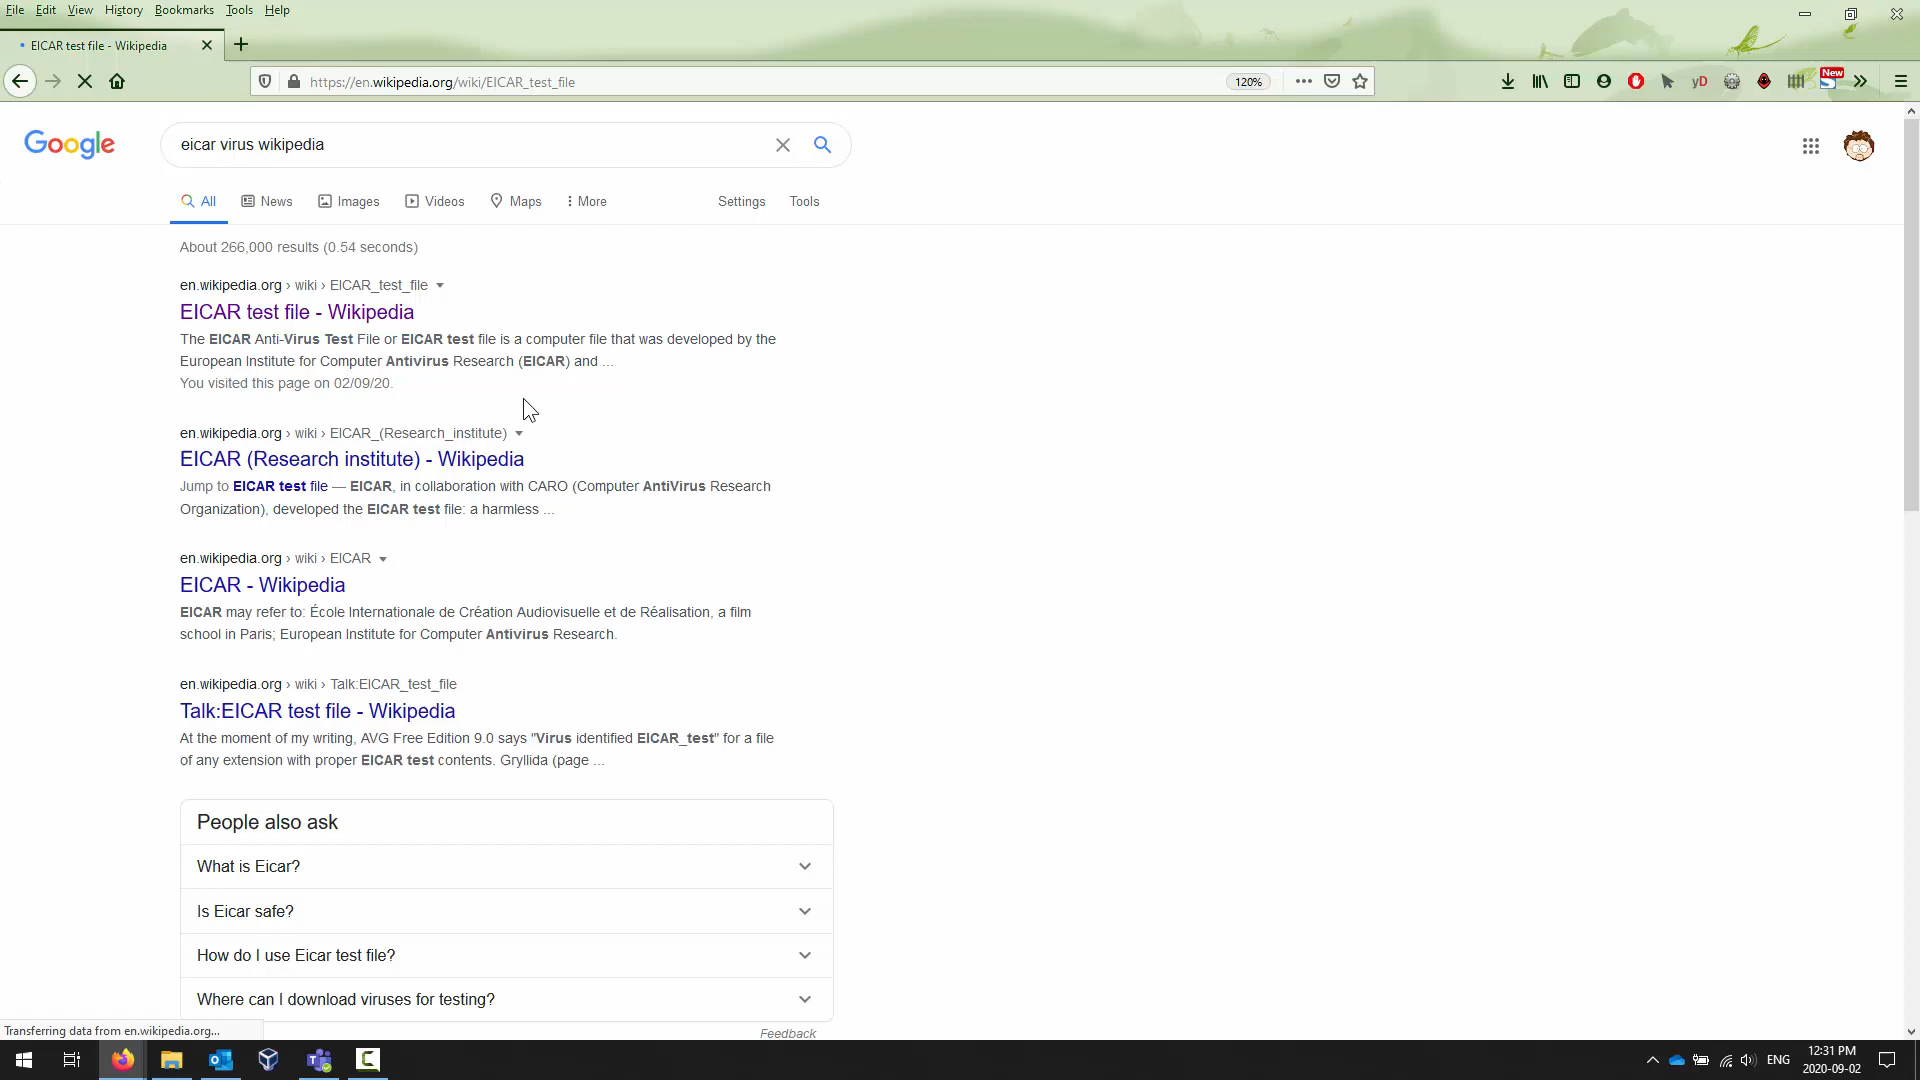 File Edit View History Bookmarks Tools Help
EICAR test file - Wikipedia
https://en.wikipedia.org/wiki/EICAR_test_file 120%
yD New
Google eicar virus wikipedia
All News Images Videos Maps More Settings Tools
About 266,000 results (0.54 seconds)
en.wikipedia.org › wiki › EICAR_test_file
EICAR test file - Wikipedia
The EICAR Anti-Virus Test File or EICAR test file is a computer file that was developed by the
European Institute for Computer Antivirus Research (EICAR) and ...
You visited this page on 02/09/20.
en.wikipedia.org › wiki › EICAR_(Research_institute)
EICAR (Research institute) - Wikipedia
Jump to EICAR test file — EICAR, in collaboration with CARO (Computer AntiVirus Research
Organization), developed the EICAR test file: a harmless ...
en.wikipedia.org › wiki › EICAR
EICAR - Wikipedia
EICAR may refer to: École Internationale de Création Audiovisuelle et de Réalisation, a film
school in Paris; European Institute for Computer Antivirus Research.
en.wikipedia.org › wiki › Talk:EICAR_test_file
Talk:EICAR test file - Wikipedia
At the moment of my writing, AVG Free Edition 9.0 says "Virus identified EICAR_test" for a file
of any extension with proper EICAR test contents. Gryllida (page ...
People also ask
What is Eicar?
Is Eicar safe?
How do I use Eicar test file?
Where can I download viruses for testing?
Feedback
Transferring data from en.wikipedia.org...
ENG
12:31 PM
2020-09-02